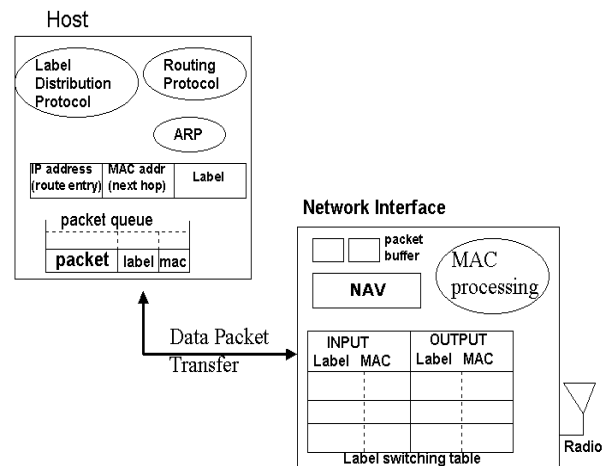 Host
Label
Distribution
Protocol
Routing
Protocol
ARP
IP address
(route entry)
MAC addr
(next hop)
Label
packet queue
packet label mac
Data Packet
Transfer
Network Interface
packet
buffer
NAV
MAC
processing
INPUT
Label MAC
OUTPUT
Label MAC
Label switching table
Radio